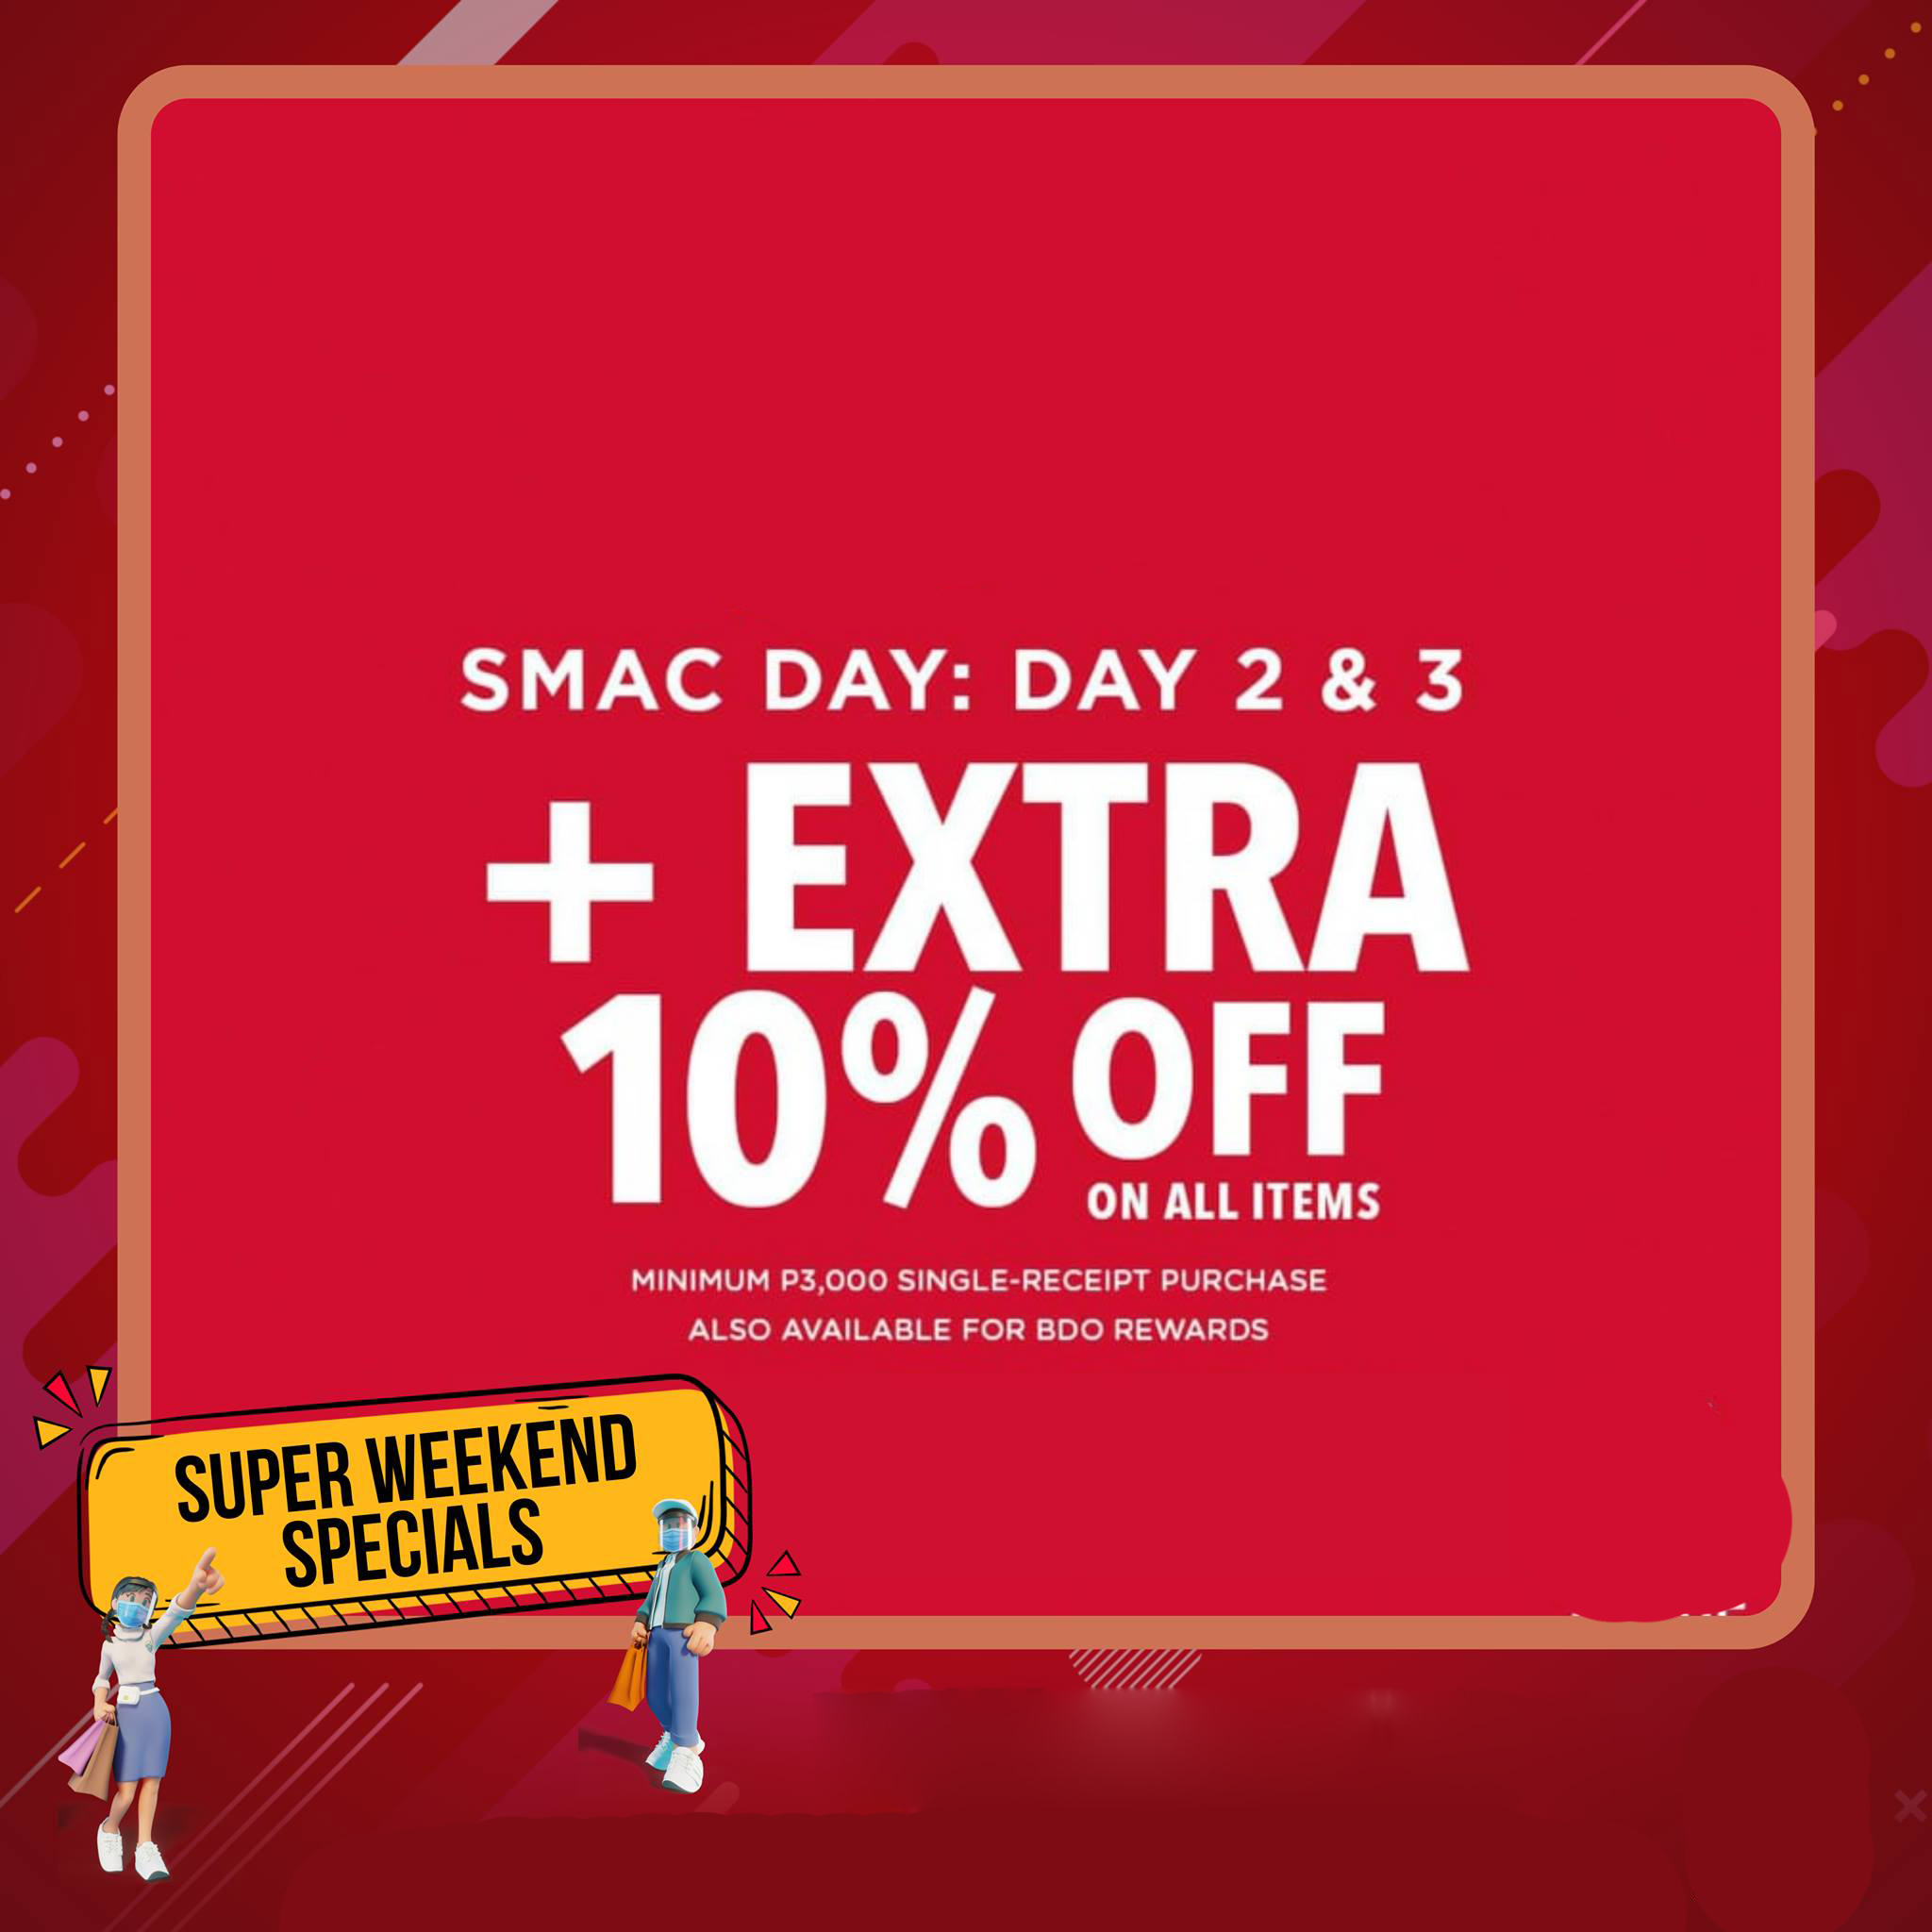 SMAC DAY: DAY 2 & 3
+ EXTRA
10% OFF
ON ALL ITEMS
MINIMUM P3,000 SINGLE-RECEIPT PURCHASE
ALSO AVAILABLE FOR BDO REWARDS
SUPER WEEKEND
SPECIALS